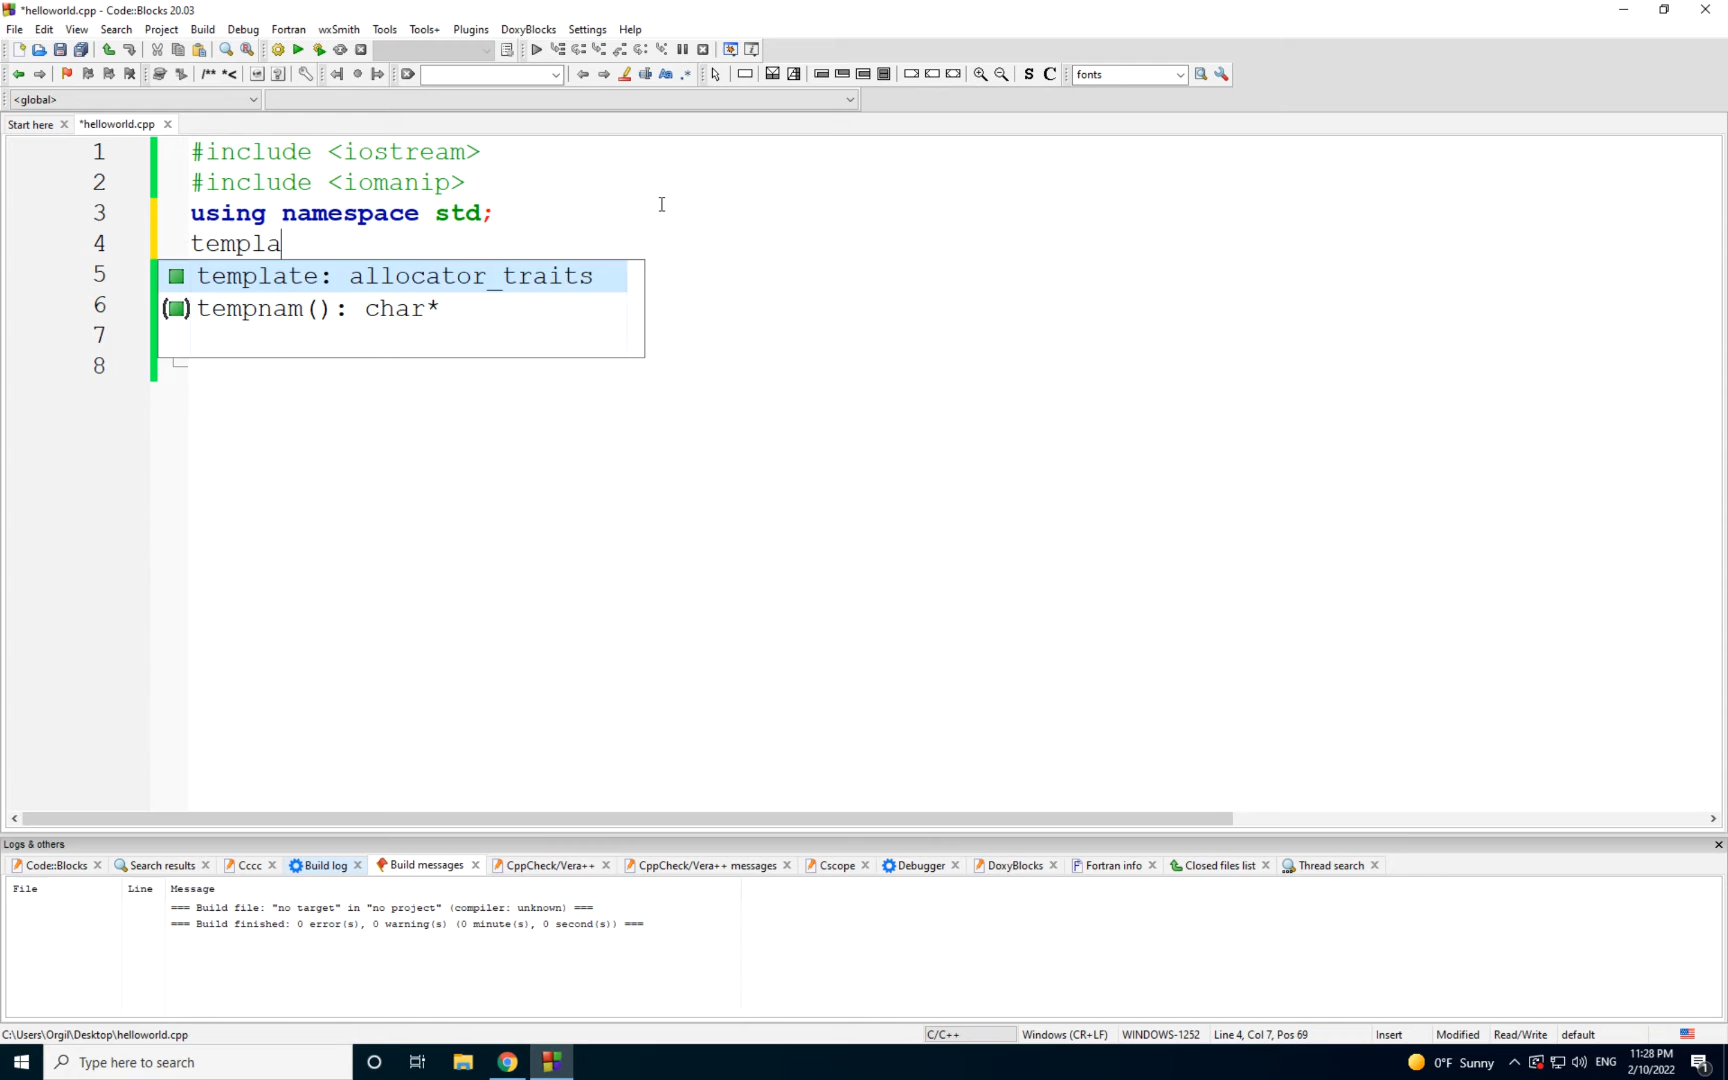 *helloworld.cpp - Code::Blocks 20.03
File Edit View Search Project Build Debug Fortran wxSmith Tools Tools+ Plugins DoxyBlocks Settings Help
fonts
<global>
Start here *helloworld.cpp
1 #include <iostream>
2 #include <iomanip>
3 using namespace std;
4 templa
5 template: allocator_traits
6 tempnam(): char*
7
8
Logs & others
Code::Blocks Search results Cccc Build log Build messages CppCheck/Vera++ CppCheck/Vera++ messages Cscope Debugger DoxyBlocks Fortran info Closed files list Thread search
File Line Message
=== Build file: "no target" in "no project" (compiler: unknown) ===
=== Build finished: 0 error(s), 0 warning(s) (0 minute(s), 0 second(s)) ===
C:\Users\Orgil\Desktop\helloworld.cpp C/C++ Windows (CR+LF) WINDOWS-1252 Line 4, Col 7, Pos 69 Insert Modified Read/Write default
Type here to search 0°F Sunny ENG 11:28 PM
2/10/2022